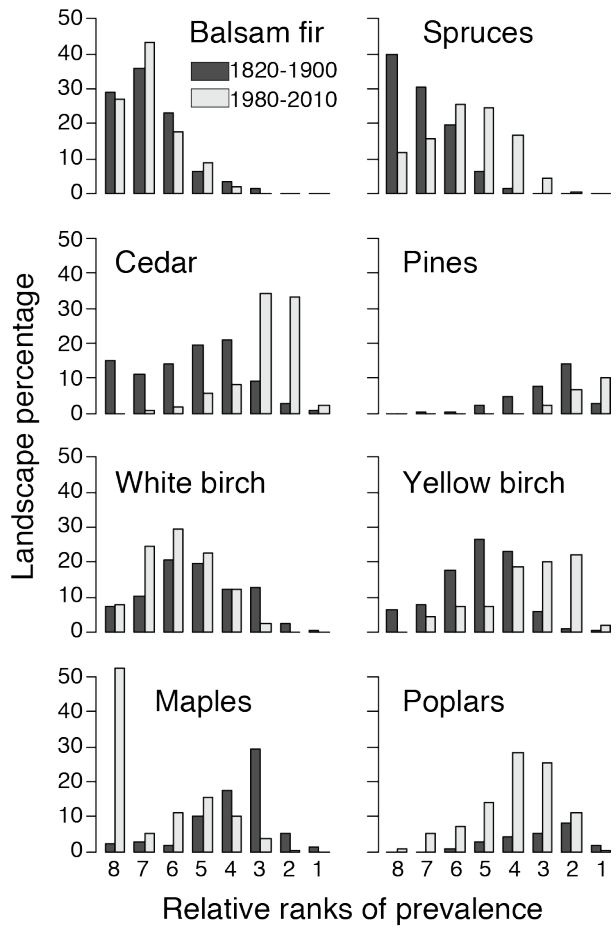 Balsam fir
1820-1900
1980-2010
50
40
30
20
10
0
Spruces
Cedar
50
40
30
20
10
0
Pines
White birch
50
40
30
20
10
0
Yellow birch
Maples
50
40
30
20
10
0
Poplars
8 7 6 5 4 3 2 1
8 7 6 5 4 3 2 1
Landscape percentage
Relative ranks of prevalence